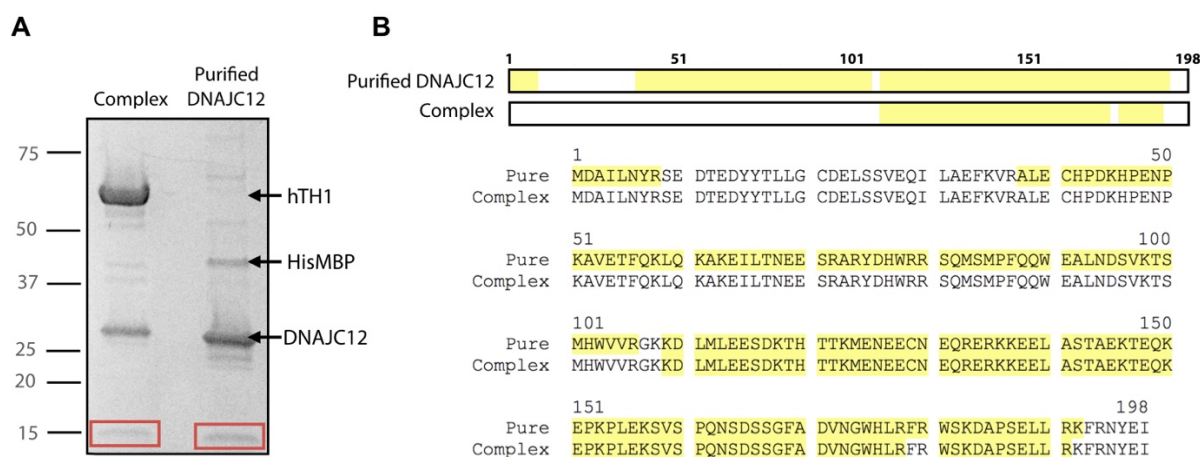 A
B
Complex
Purified
DNAJC12
75
50
37
25
20
15
hTH1
HisMBP
DNAJC12
1 51 101 151 198
Purified DNAJC12
Complex
1 50
Pure MDAILNYRSE DTEDYYTLLG CDELSSVEQI LAEFKVRALE CHPDKHPENP
Complex MDAILNYRSE DTEDYYTLLG CDELSSVEQI LAEFKVRALE CHPDKHPENP
51 100
Pure KAVETFQKLQ KAKEILTNEE SRARYDHWRR SQMSMPFQQW EALNDSVKTS
Complex KAVETFQKLQ KAKEILTNEE SRARYDHWRR SQMSMPFQQW EALNDSVKTS
101 150
Pure MHWVVRGKKD LMLEESDKTH TTKMENEECN EQRERKKEEL ASTAEKTEQK
Complex MHWVVRGKKD LMLEESDKTH TTKMENEECN EQRERKKEEL ASTAEKTEQK
151 198
Pure EPKPLEKSVS PQNSDSSGFA DVNGWHLRFR WSKDAPSELL RKFRNYEI
Complex EPKPLEKSVS PQNSDSSGFA DVNGWHLRFR WSKDAPSELL RKFRNYEI